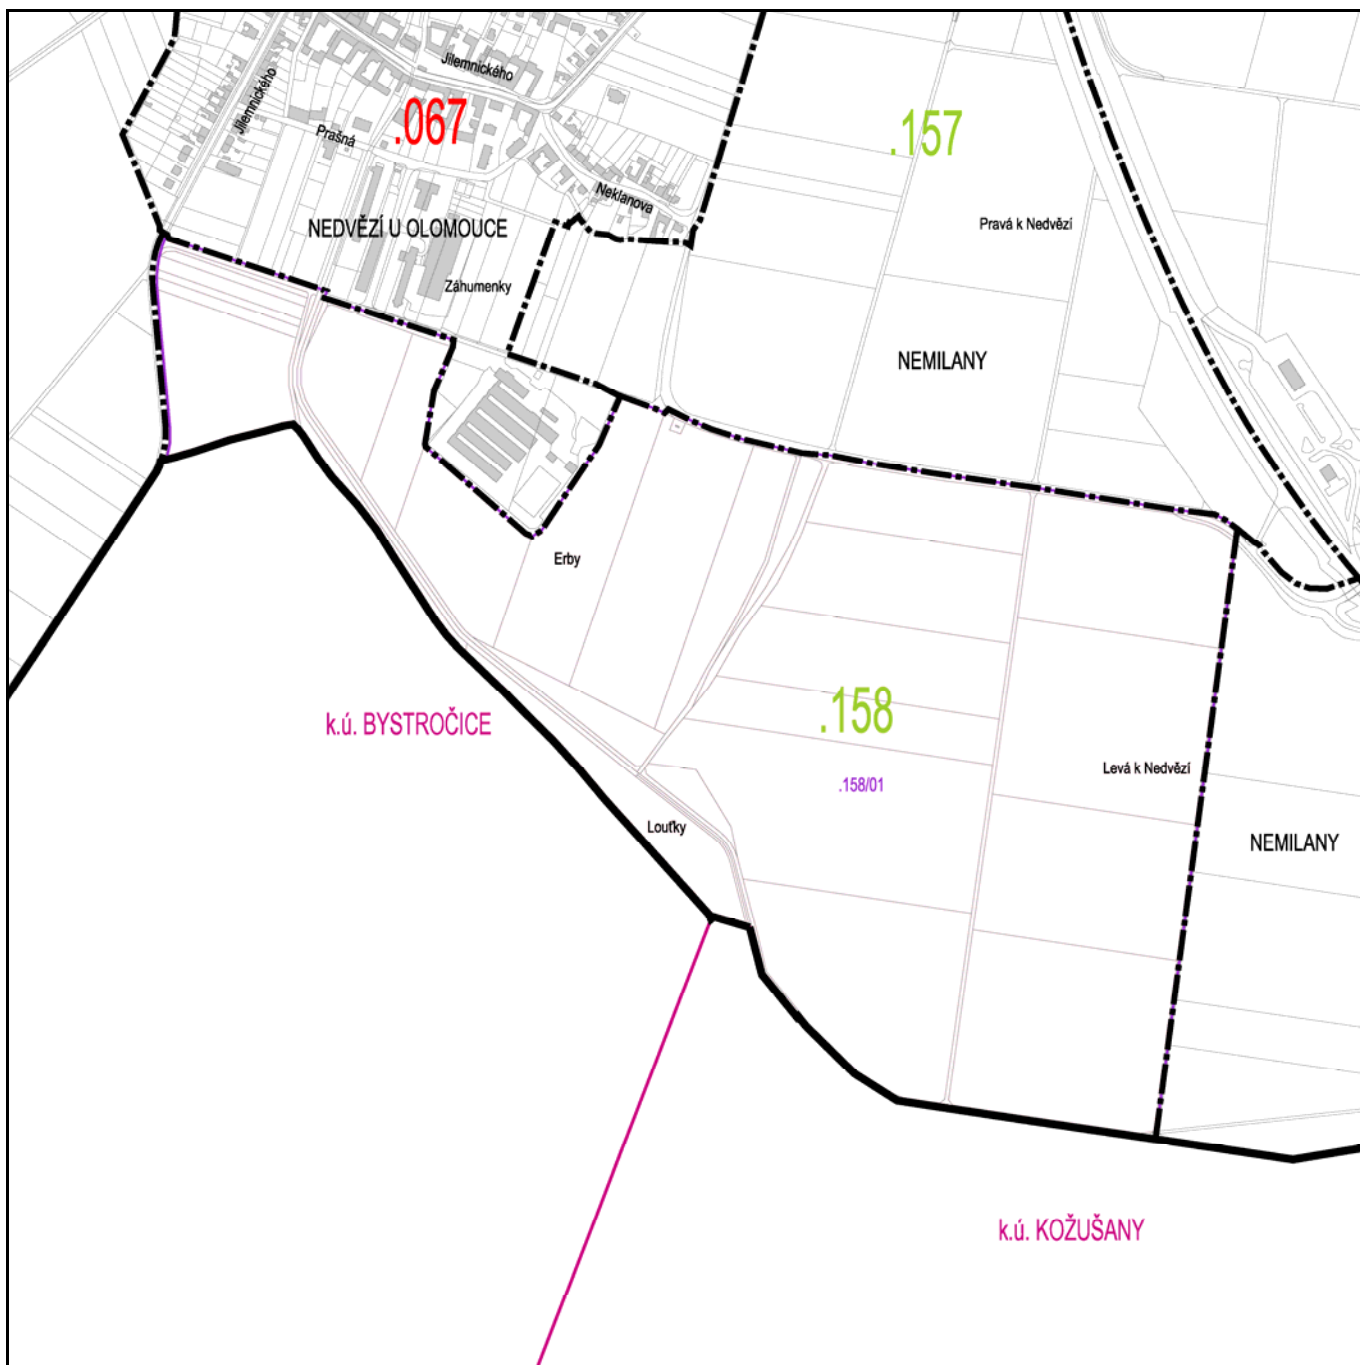 Jilemnického
Jilemnického
.067
.157
Prašná
Neklanova
NEDVĚZÍ U OLOMOUCE
Pravá k Nedvězí
Záhumenky
NEMILANY
Erby
.158
k.ú. BYSTROČICE
Levá k Nedvězí
.158/01
Louťky
NEMILANY
k.ú. KOŽUŠANY